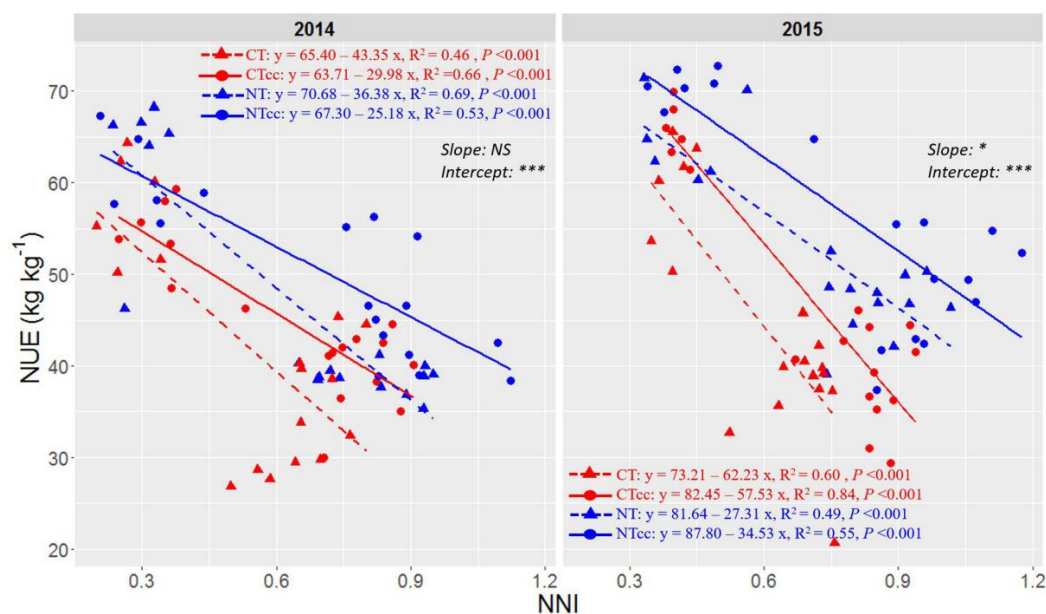 2014
2015
CT: y = 65.40 – 43.35 x, R² = 0.46 , P <0.001
CTcc: y = 63.71 – 29.98 x, R² =0.66 , P <0.001
NT: y = 70.68 – 36.38 x, R² = 0.69, P <0.001
NTcc: y = 67.30 – 25.18 x, R² = 0.53, P <0.001
Slope: NS
Intercept: ***
Slope: *
Intercept: ***
CT: y = 73.21 – 62.23 x, R² = 0.60 , P <0.001
CTcc: y = 82.45 – 57.53 x, R² = 0.84, P <0.001
NT: y = 81.64 – 27.31 x, R² = 0.49, P <0.001
NTcc: y = 87.80 – 34.53 x, R² = 0.55, P <0.001
NUE (kg kg⁻¹)
70
60
50
40
30
20
0.3 0.6 0.9 1.2 0.3 0.6 0.9 1.2
NNI